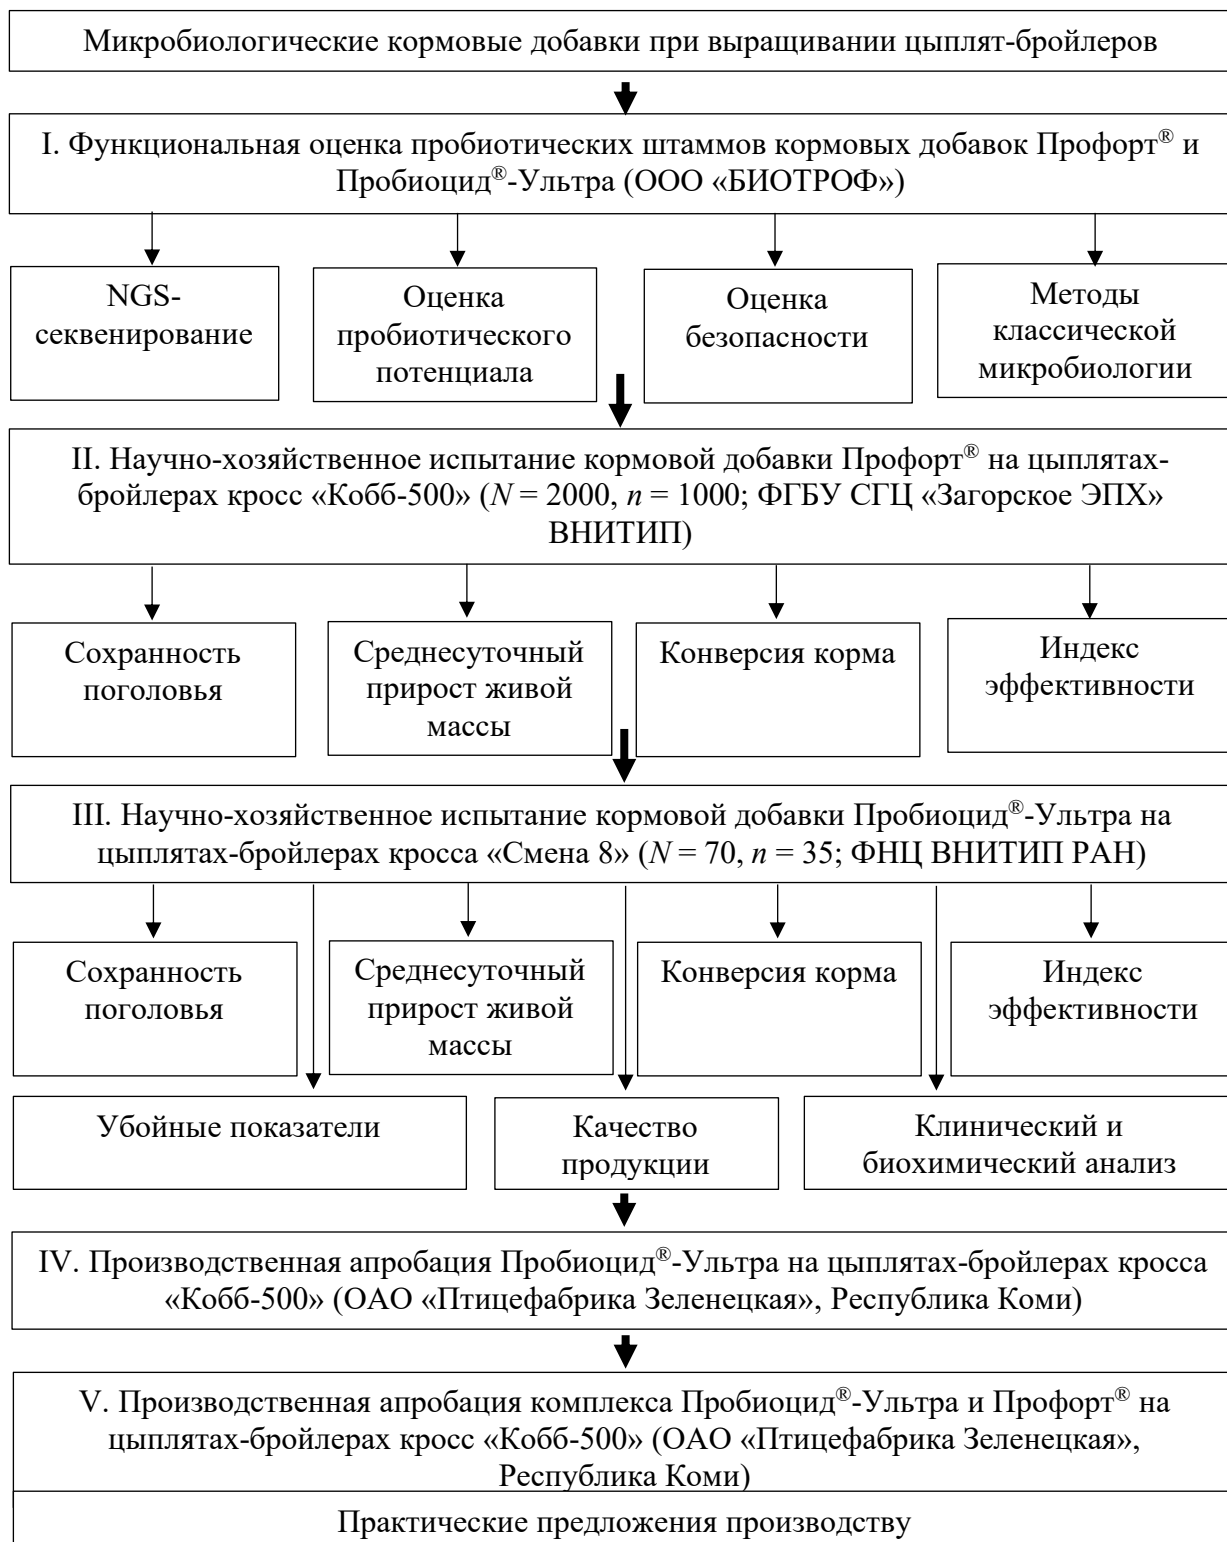 Микробиологические кормовые добавки при выращивании цыплят-бройлеров
I. Функциональная оценка пробиотических штаммов кормовых добавок Профорт® и
Пробиоцид®-Ультра (ООО «БИОТРОФ»)
NGS-
секвенирование
Оценка
пробиотического
потенциала
Оценка
безопасности
Методы
классической
микробиологии
II. Научно-хозяйственное испытание кормовой добавки Профорт® на цыплятах-
бройлерах кросс «Кобб-500» (N = 2000, n = 1000; ФГБУ СГЦ «Загорское ЭПХ»
ВНИТИП)
Сохранность
поголовья
Среднесуточный
прирост живой
массы
Конверсия корма
Индекс
эффективности
III. Научно-хозяйственное испытание кормовой добавки Пробиоцид®-Ультра на
цыплятах-бройлерах кросса «Смена 8» (N = 70, n = 35; ФНЦ ВНИТИП РАН)
Сохранность
поголовья
Среднесуточный
прирост живой
массы
Конверсия корма
Индекс
эффективности
Убойные показатели
Качество
продукции
Клинический и
биохимический анализ
IV. Производственная апробация Пробиоцид®-Ультра на цыплятах-бройлерах кросса
«Кобб-500» (ОАО «Птицефабрика Зеленецкая», Республика Коми)
V. Производственная апробация комплекса Пробиоцид®-Ультра и Профорт® на
цыплятах-бройлерах кросс «Кобб-500» (ОАО «Птицефабрика Зеленецкая»,
Республика Коми)
Практические предложения производству